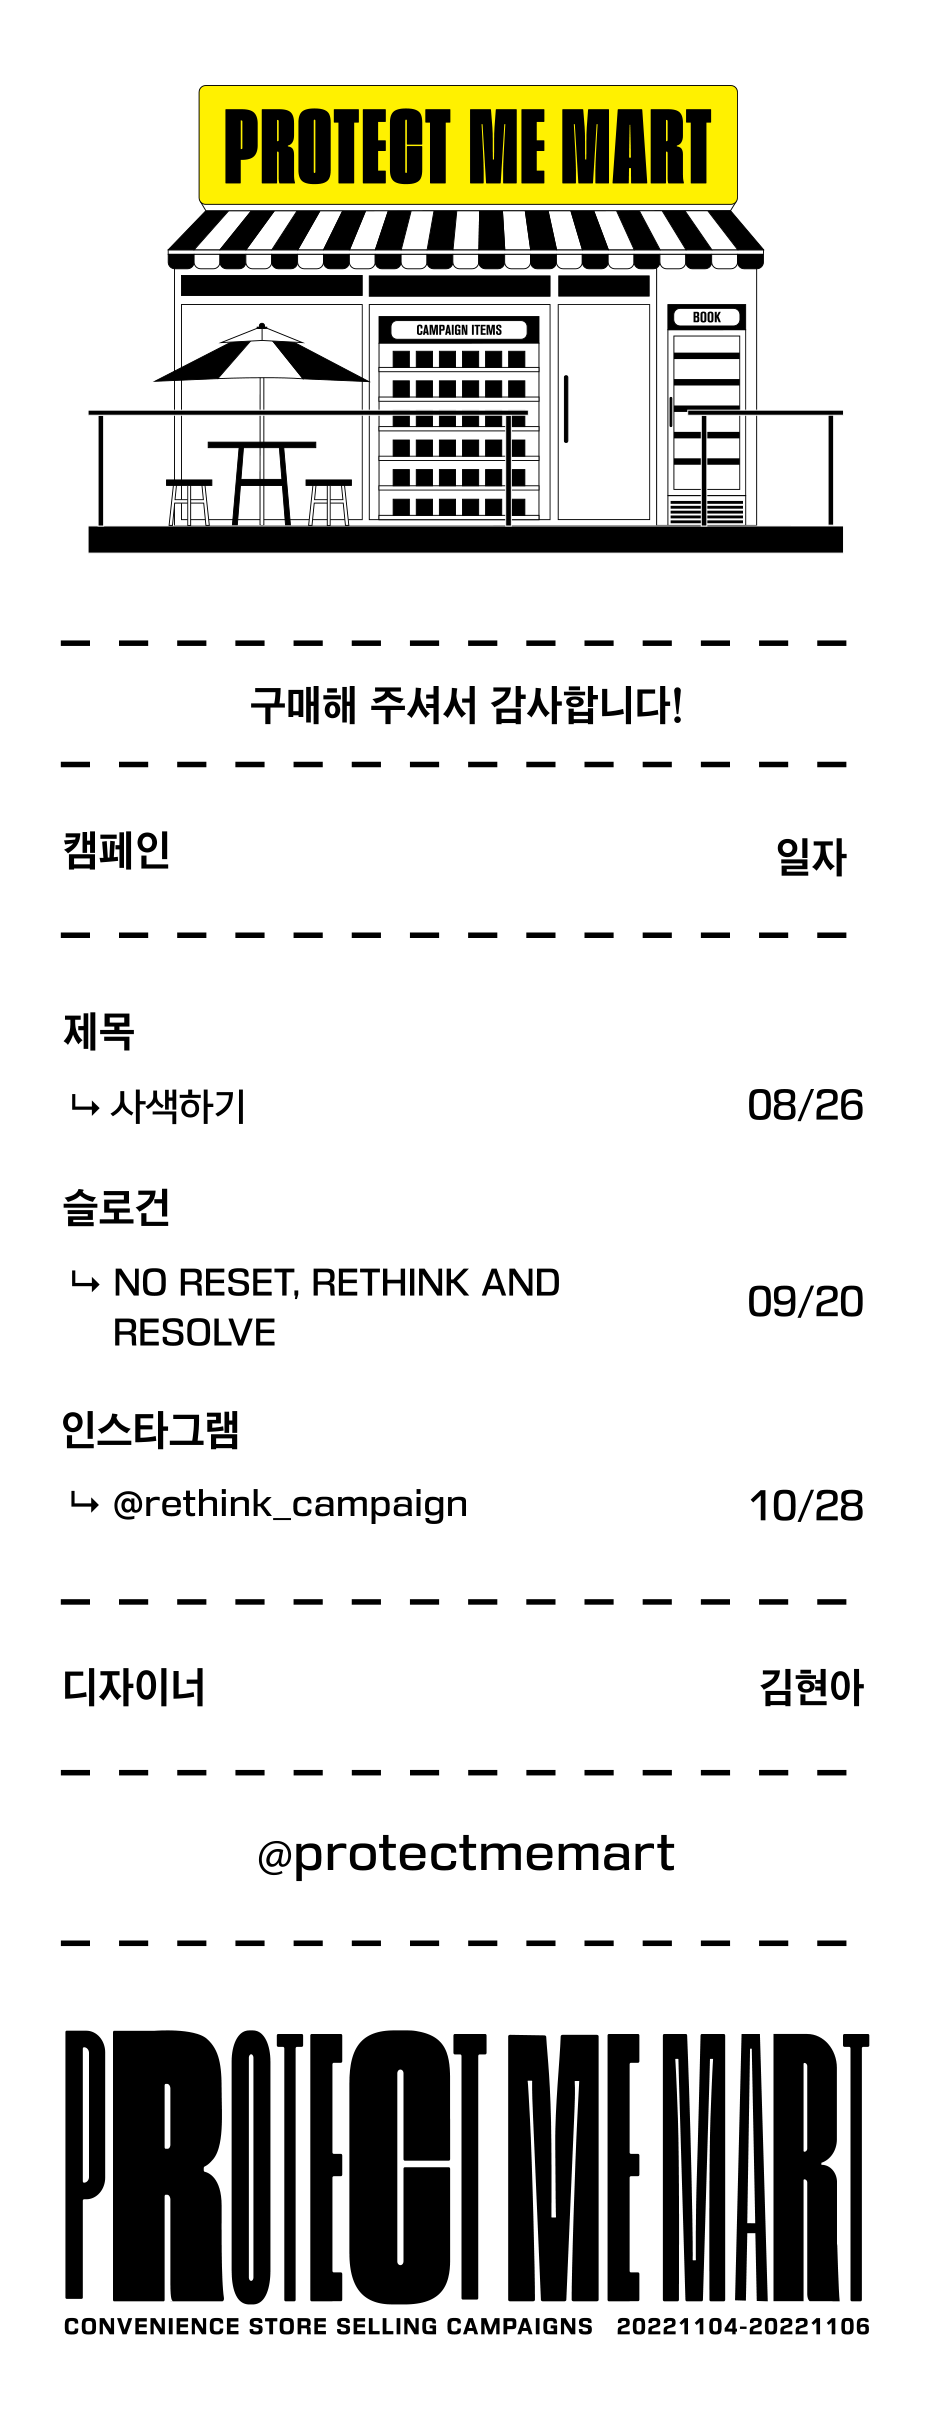 PROTECT ME MART
CAMPAIGN ITEMS
BOOK
구매해 주셔서 감사합니다!
캠페인 일자
제목
↳ 사색하기 08/26
슬로건
↳ NO RESET, RETHINK AND
RESOLVE 09/20
인스타그램
↳ @rethink_campaign 10/28
디자이너 김현아
@protectmemart
PROTECT ME MART
CONVENIENCE STORE SELLING CAMPAIGNS 20221104-20221106